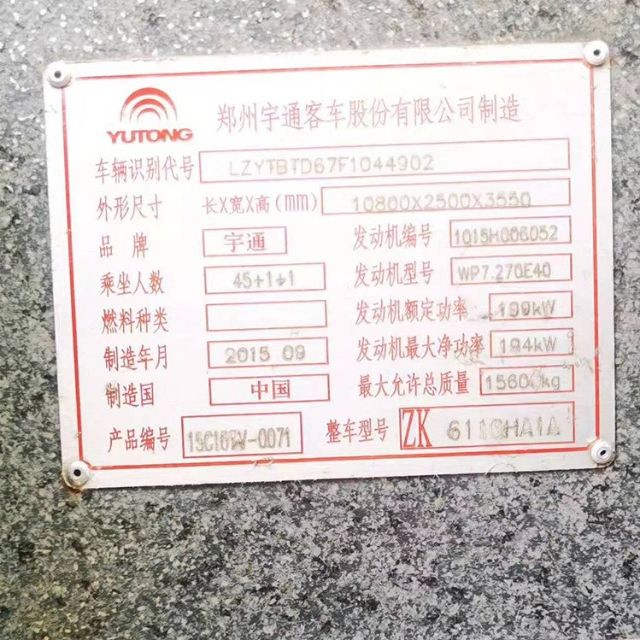 YUTONG 郑州宇通客车股份有限公司制造
车辆识别代号 LZYTBTD67F1044902
外形尺寸 长X宽X高(mm) 10800X2500X3550
品牌 宇通 发动机编号 1015H006052
乘坐人数 45+1+1 发动机型号 WP7.270E40
燃料种类 发动机额定功率 199kW
制造年月 2015 09 发动机最大净功率 194kW
制造国 中国 最大允许总质量 15600kg
产品编号 整车型号 ZK 6110HA1A